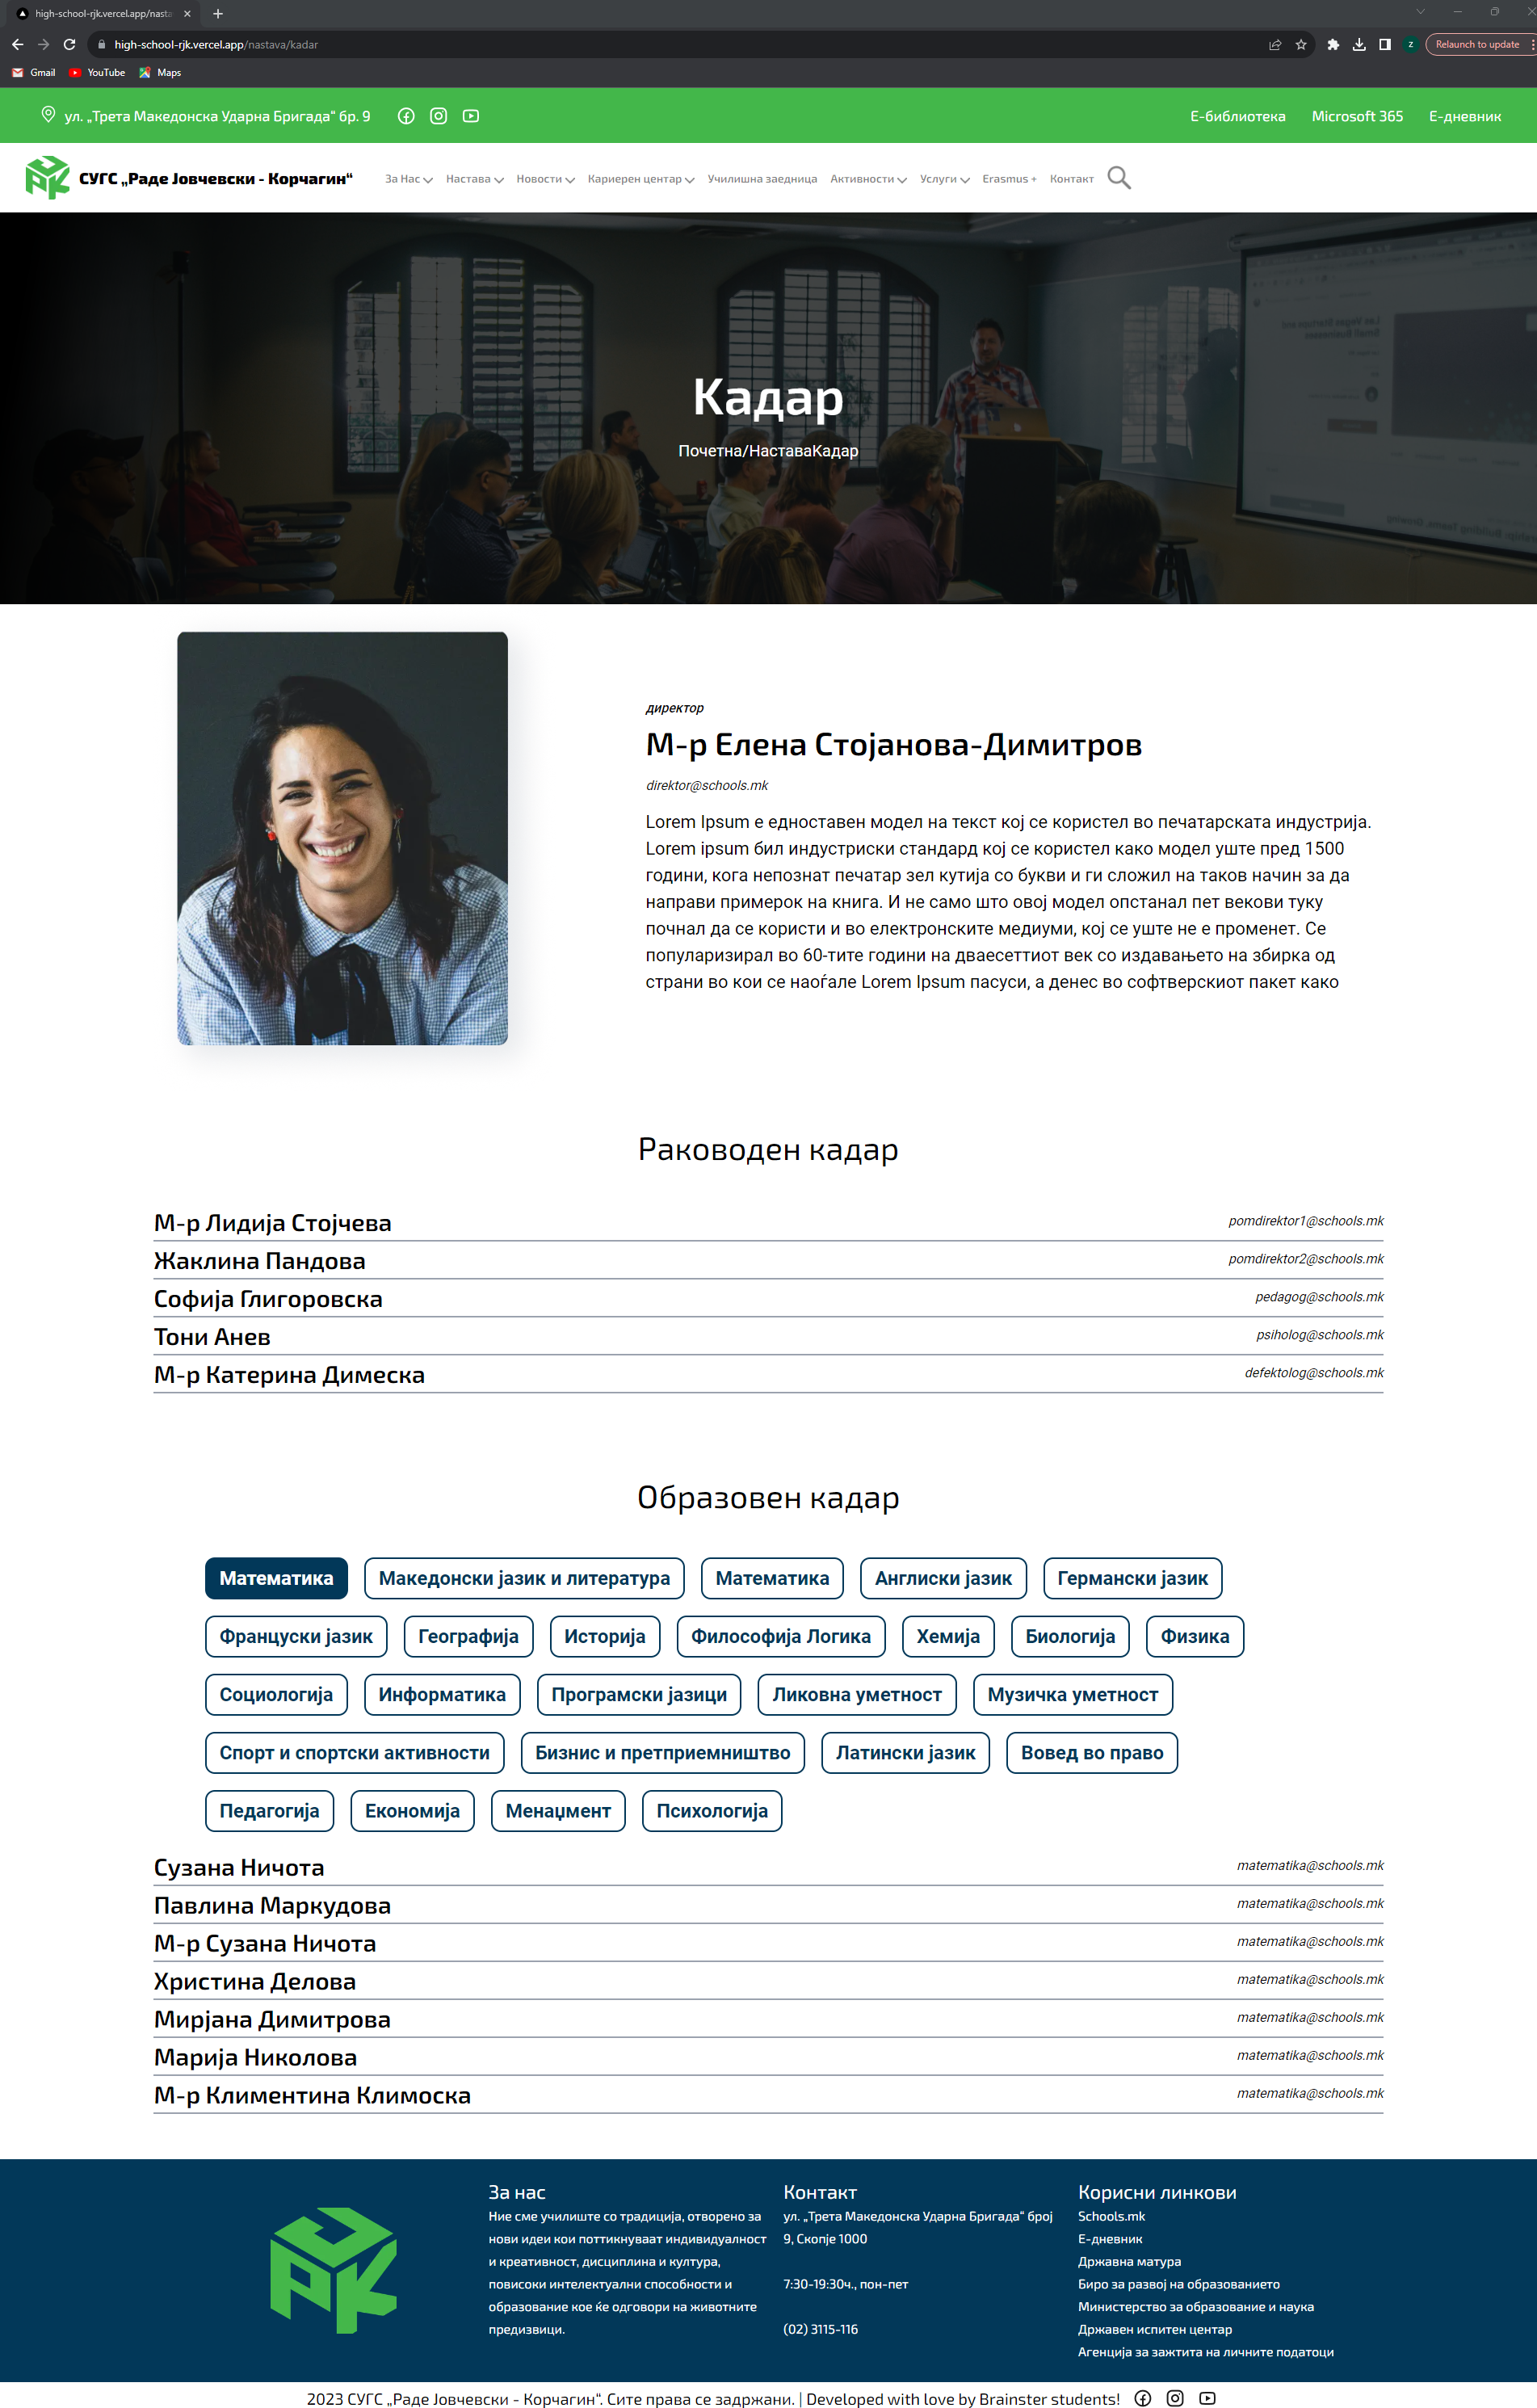 high-school-rjk.vercel.app/nasta
high-school-rjk.vercel.app/nastava/kadar
Z
Relaunch to update
Gmail YouTube Maps
ул. „Трета Македонска Ударна Бригада“ бр. 9
Е-библиотека Microsoft 365 Е-дневник
СУГС „Раде Јовчевски - Корчагин“
За Нас Настава Новости Кариерен центар Училишна заедница Активности Услуги Erasmus + Контакт
Кадар
Почетна/НаставаКадар
директор
М-р Елена Стојанова-Димитров
direktor@schools.mk
Lorem Ipsum е едноставен модел на текст кој се користел во печатарската индустрија.
Lorem ipsum бил индустриски стандард кој се користел како модел уште пред 1500
години, кога непознат печатар зел кутија со букви и ги сложил на таков начин за да
направи примерок на книга. И не само што овој модел опстанал пет векови туку
почнал да се користи и во електронските медиуми, кој се уште не е променет. Се
популаризирал во 60-тите години на дваесеттиот век со издавањето на збирка од
страни во кои се наоѓале Lorem Ipsum пасуси, а денес во софтверскиот пакет како
Раководен кадар
М-р Лидија Стојчева pomdirektor1@schools.mk
Жаклина Пандова pomdirektor2@schools.mk
Софија Глигоровска pedagog@schools.mk
Тони Анев psiholog@schools.mk
М-р Катерина Димеска defektolog@schools.mk
Образовен кадар
Математика Македонски јазик и литература Математика Англиски јазик Германски јазик
Француски јазик Географија Историја Философија Логика Хемија Биологија Физика
Социологија Информатика Програмски јазици Ликовна уметност Музичка уметност
Спорт и спортски активности Бизнис и претприемништво Латински јазик Вовед во право
Педагогија Економија Менаџмент Психологија
Сузана Ничота matematika@schools.mk
Павлина Маркудова matematika@schools.mk
М-р Сузана Ничота matematika@schools.mk
Христина Делова matematika@schools.mk
Мирјана Димитрова matematika@schools.mk
Марија Николова matematika@schools.mk
М-р Климентина Климоска matematika@schools.mk
За нас
Ние сме училиште со традиција, отворено за
нови идеи кои поттикнуваат индивидуалност
и креативност, дисциплина и култура,
повисоки интелектуални способности и
образование кое ќе одговори на животните
предизвици.
Контакт
ул. „Трета Македонска Ударна Бригада“ број
9, Скопје 1000
7:30-19:30ч., пон-пет
(02) 3115-116
Корисни линкови
Schools.mk
Е-дневник
Државна матура
Биро за развој на образованието
Министерство за образование и наука
Државен испитен центар
Агенција за зажтита на личните податоци
2023 СУГС „Раде Јовчевски - Корчагин“. Сите права се задржани. | Developed with love by Brainster students!